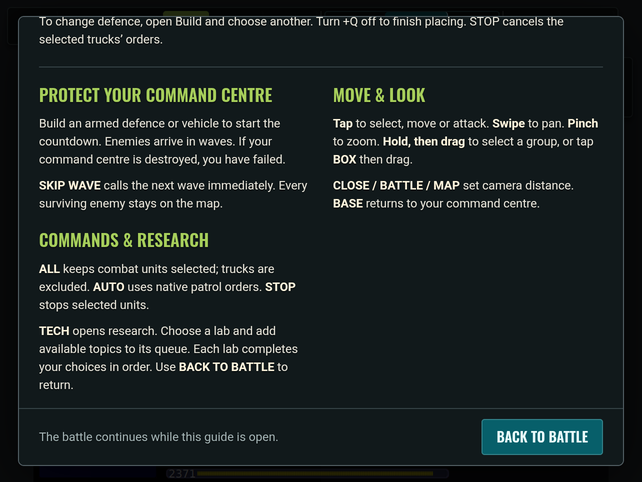 To change defence, open Build and choose another. Turn +Q off to finish placing. STOP cancels the
selected trucks’ orders.
PROTECT YOUR COMMAND CENTRE
Build an armed defence or vehicle to start the
countdown. Enemies arrive in waves. If your
command centre is destroyed, you have failed.
SKIP WAVE calls the next wave immediately. Every
surviving enemy stays on the map.
COMMANDS & RESEARCH
ALL keeps combat units selected; trucks are
excluded. AUTO uses native patrol orders. STOP
stops selected units.
TECH opens research. Choose a lab and add
available topics to its queue. Each lab completes
your choices in order. Use BACK TO BATTLE to
return.
MOVE & LOOK
Tap to select, move or attack. Swipe to pan. Pinch
to zoom. Hold, then drag to select a group, or tap
BOX then drag.
CLOSE / BATTLE / MAP set camera distance.
BASE returns to your command centre.
The battle continues while this guide is open.
BACK TO BATTLE
2371